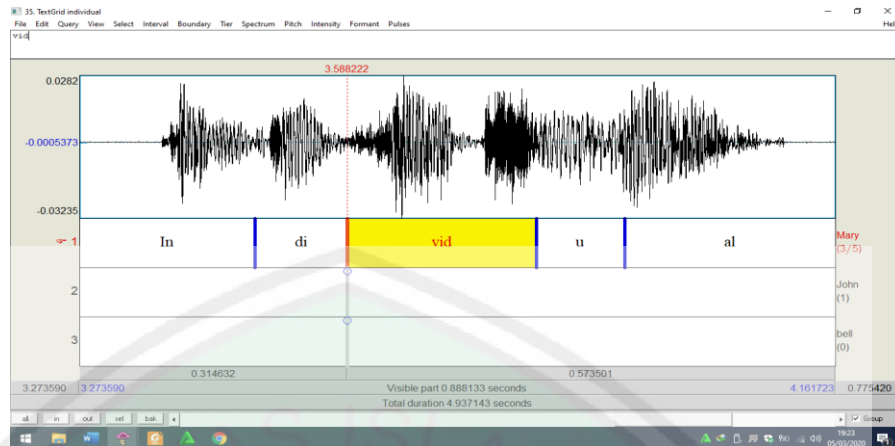 35. TextGrid individual
File Edit Query View Select Interval Boundary Tier Spectrum Pitch Intensity Formant Pulses Hel
vid
3.588222
0.0282
-0.0005373
-0.03235
1 In di vid u al Mary (3/5)
2 John (1)
3 bell (0)
0.314632 0.573501
3.273590 3.273590 Visible part 0.888133 seconds 4.161723 0.775420
Total duration 4.937143 seconds
all in out sel bak Group
19:23
05/03/2020